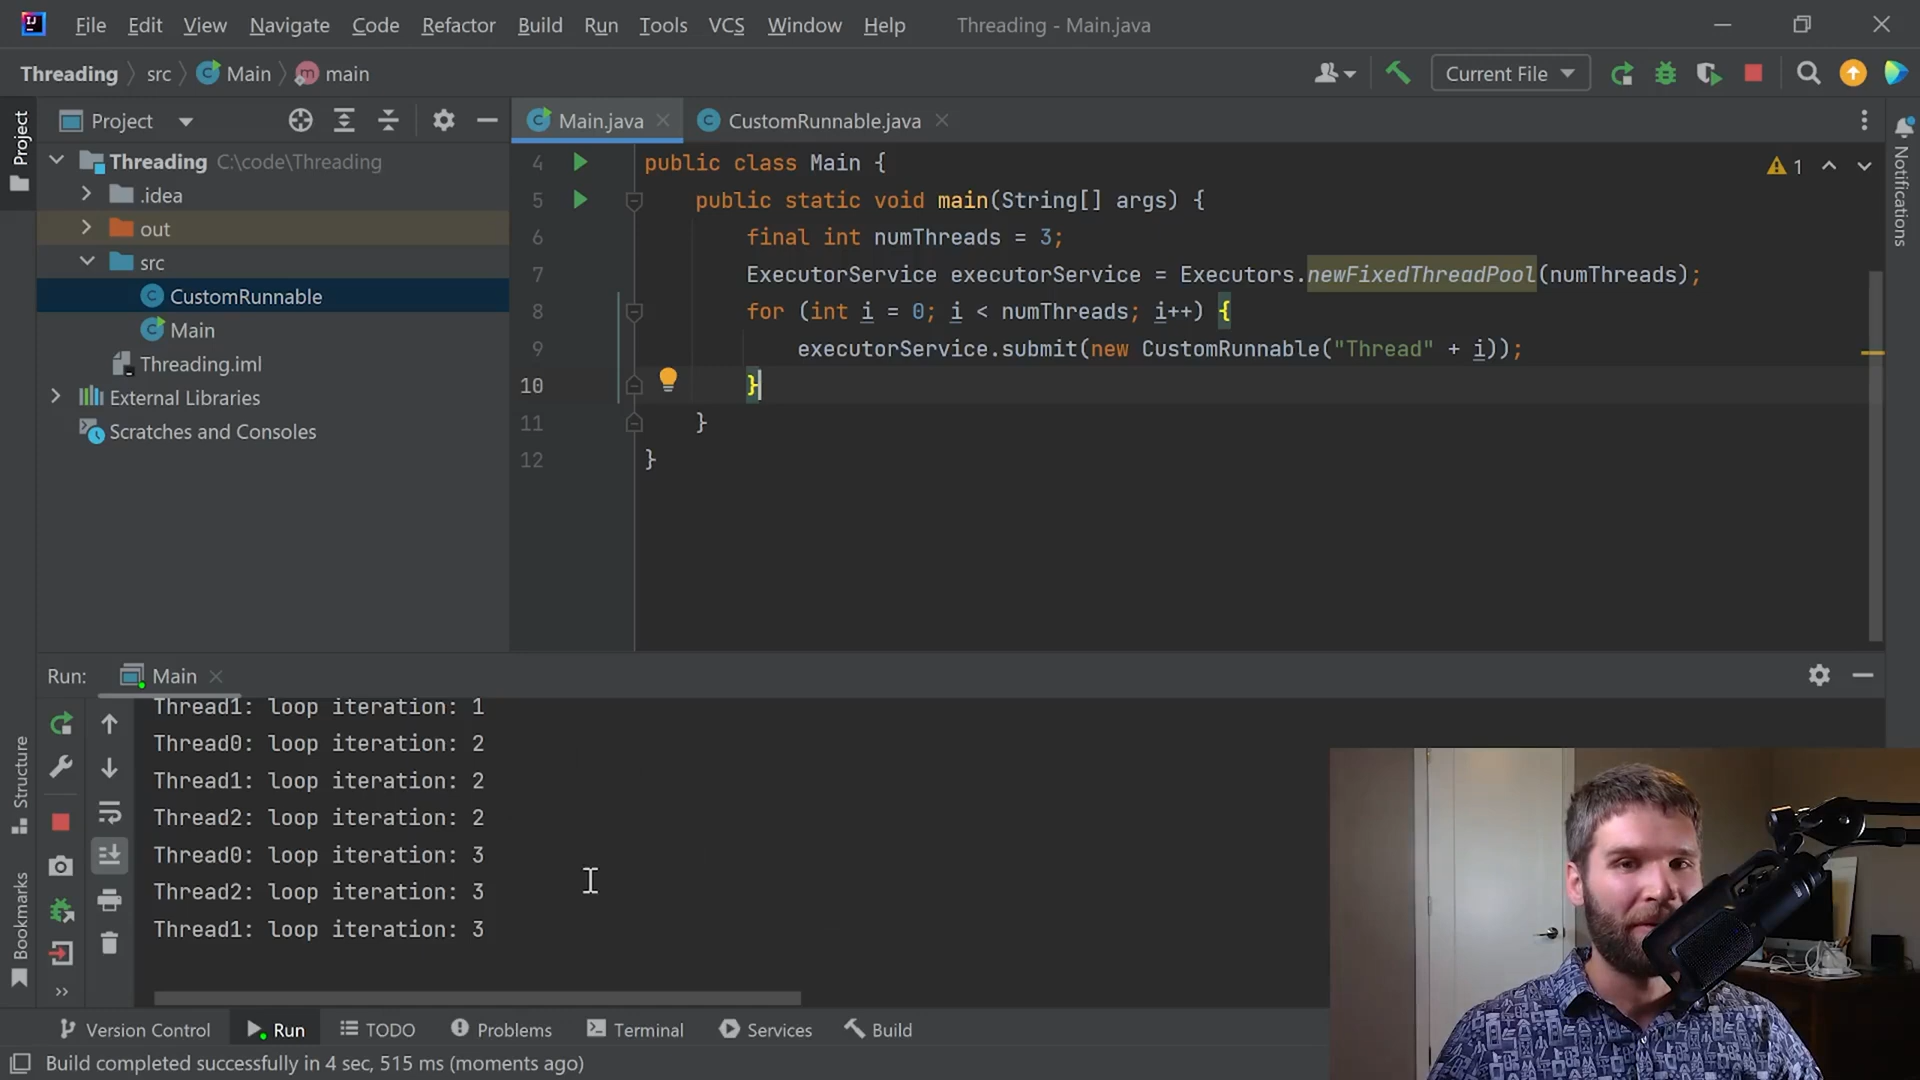 File Edit View Navigate Code Refactor Build Run Tools VCS Window Help Threading - Main.java
Threading src Main main Current File
Project
Project
Main.java CustomRunnable.java
Threading C:\code\Threading
.idea
out
src
CustomRunnable
Main
Threading.iml
External Libraries
Scratches and Consoles
4 public class Main {
5 public static void main(String[] args) {
6 final int numThreads = 3;
7 ExecutorService executorService = Executors.newFixedThreadPool(numThreads);
8 for (int i = 0; i < numThreads; i++) {
9 executorService.submit(new CustomRunnable("Thread" + i));
10 }
11 }
12 }
1
Notifications
Run: Main
Structure
Bookmarks
Thread1: loop iteration: 1
Thread0: loop iteration: 2
Thread1: loop iteration: 2
Thread2: loop iteration: 2
Thread0: loop iteration: 3
Thread2: loop iteration: 3
Thread1: loop iteration: 3
Version Control Run TODO Problems Terminal Services Build
Build completed successfully in 4 sec, 515 ms (moments ago)